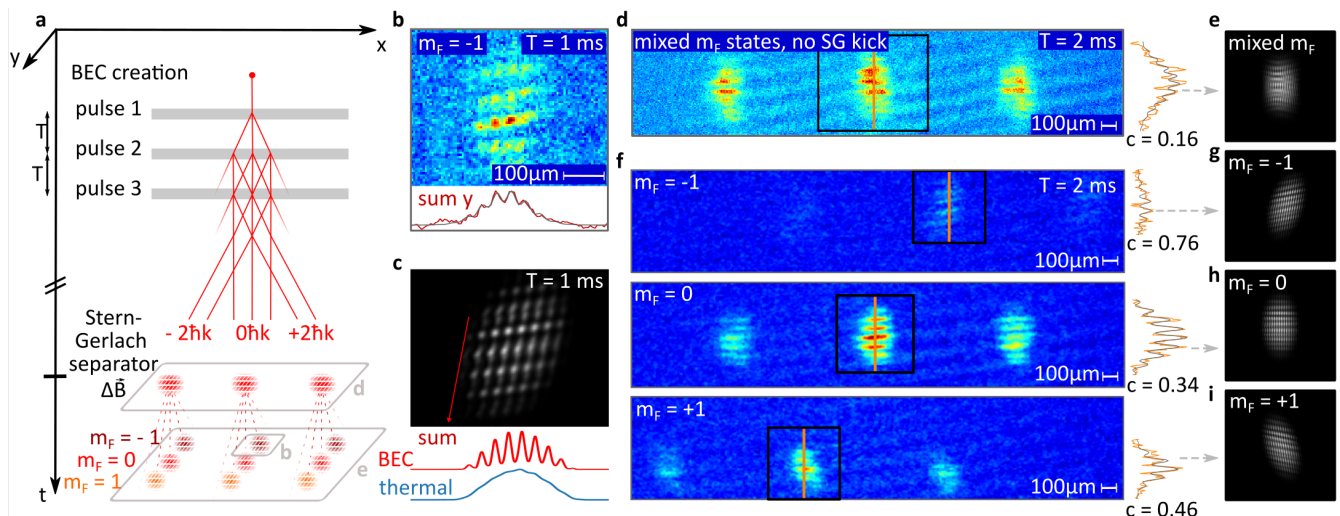 a
x
y
BEC creation
pulse 1
T
pulse 2
T
pulse 3
- 2ħk
0ħk
+2ħk
Stern-
Gerlach
separator
ΔB⃗
d
m_F = - 1
m_F = 0
m_F = 1
b
e
t
b
m_F = -1
T = 1 ms
100μm
sum y
c
T = 1 ms
sum
BEC
thermal
d
mixed m_F states, no SG kick
T = 2 ms
100μm
c = 0.16
e
mixed m_F
f
m_F = -1
T = 2 ms
100μm
c = 0.76
g
m_F = -1
m_F = 0
100μm
c = 0.34
h
m_F = 0
m_F = +1
100μm
c = 0.46
i
m_F = +1